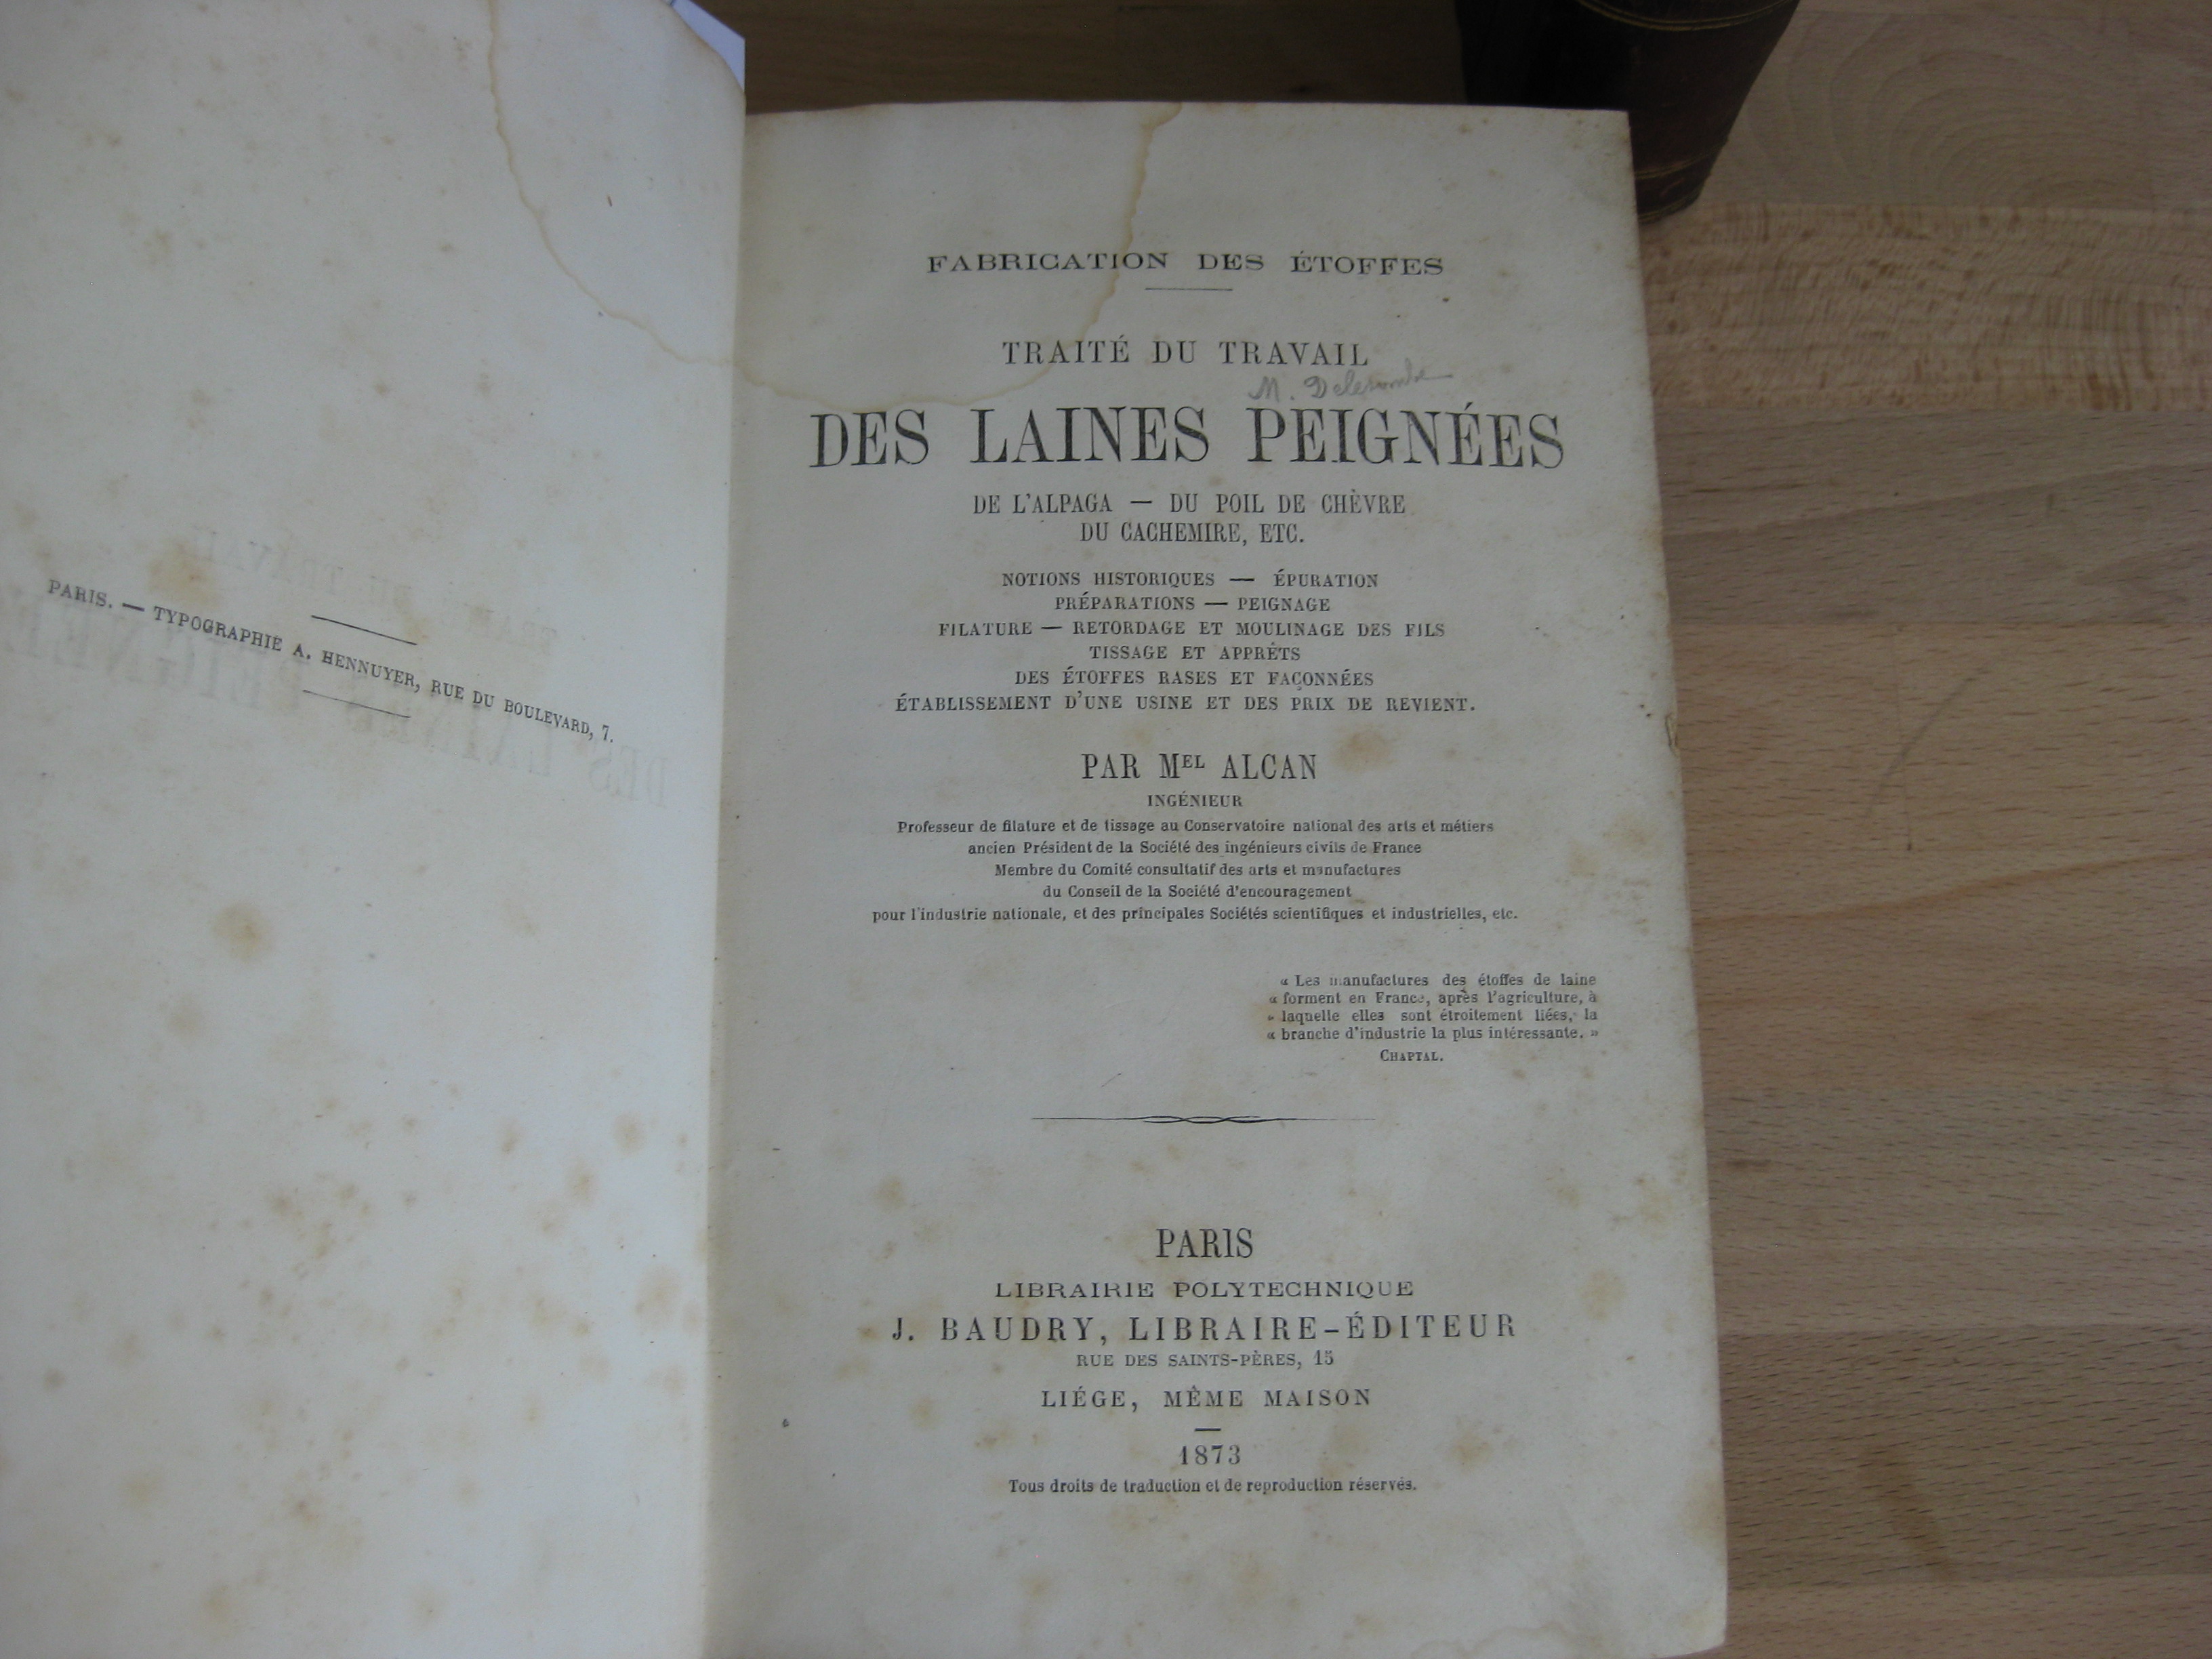 PARIS. — TYPOGRAPHIE A. HENNUYER, RUE DU BOULEVARD, 7.
FABRICATION DES ÉTOFFES
TRAITÉ DU TRAVAIL
M.
DES LAINES PEIGNÉES
DE L'ALPAGA — DU POIL DE CHÈVRE
DU CACHEMIRE, ETC.
NOTIONS HISTORIQUES — ÉPURATION
PRÉPARATIONS — PEIGNAGE
FILATURE — RETORDAGE ET MOULINAGE DES FILS
TISSAGE ET APPRÊTS
DES ÉTOFFES RASES ET FAÇONNÉES
ÉTABLISSEMENT D'UNE USINE ET DES PRIX DE REVIENT.
PAR MEL ALCAN
INGÉNIEUR
Professeur de filature et de tissage au Conservatoire national des arts et métiers
ancien Président de la Société des ingénieurs civils de France
Membre du Comité consultatif des arts et manufactures
du Conseil de la Société d'encouragement
pour l'industrie nationale, et des principales Sociétés scientifiques et industrielles, etc.
« Les manufactures des étoffes de laine
« forment en France, après l'agriculture, à
« laquelle elles sont étroitement liées, la
« branche d'industrie la plus intéressante. »
CHAPTAL.
PARIS
LIBRAIRIE POLYTECHNIQUE
J. BAUDRY, LIBRAIRE-ÉDITEUR
RUE DES SAINTS-PÈRES, 15
LIÉGE, MÊME MAISON
1873
Tous droits de traduction et de reproduction réservés.